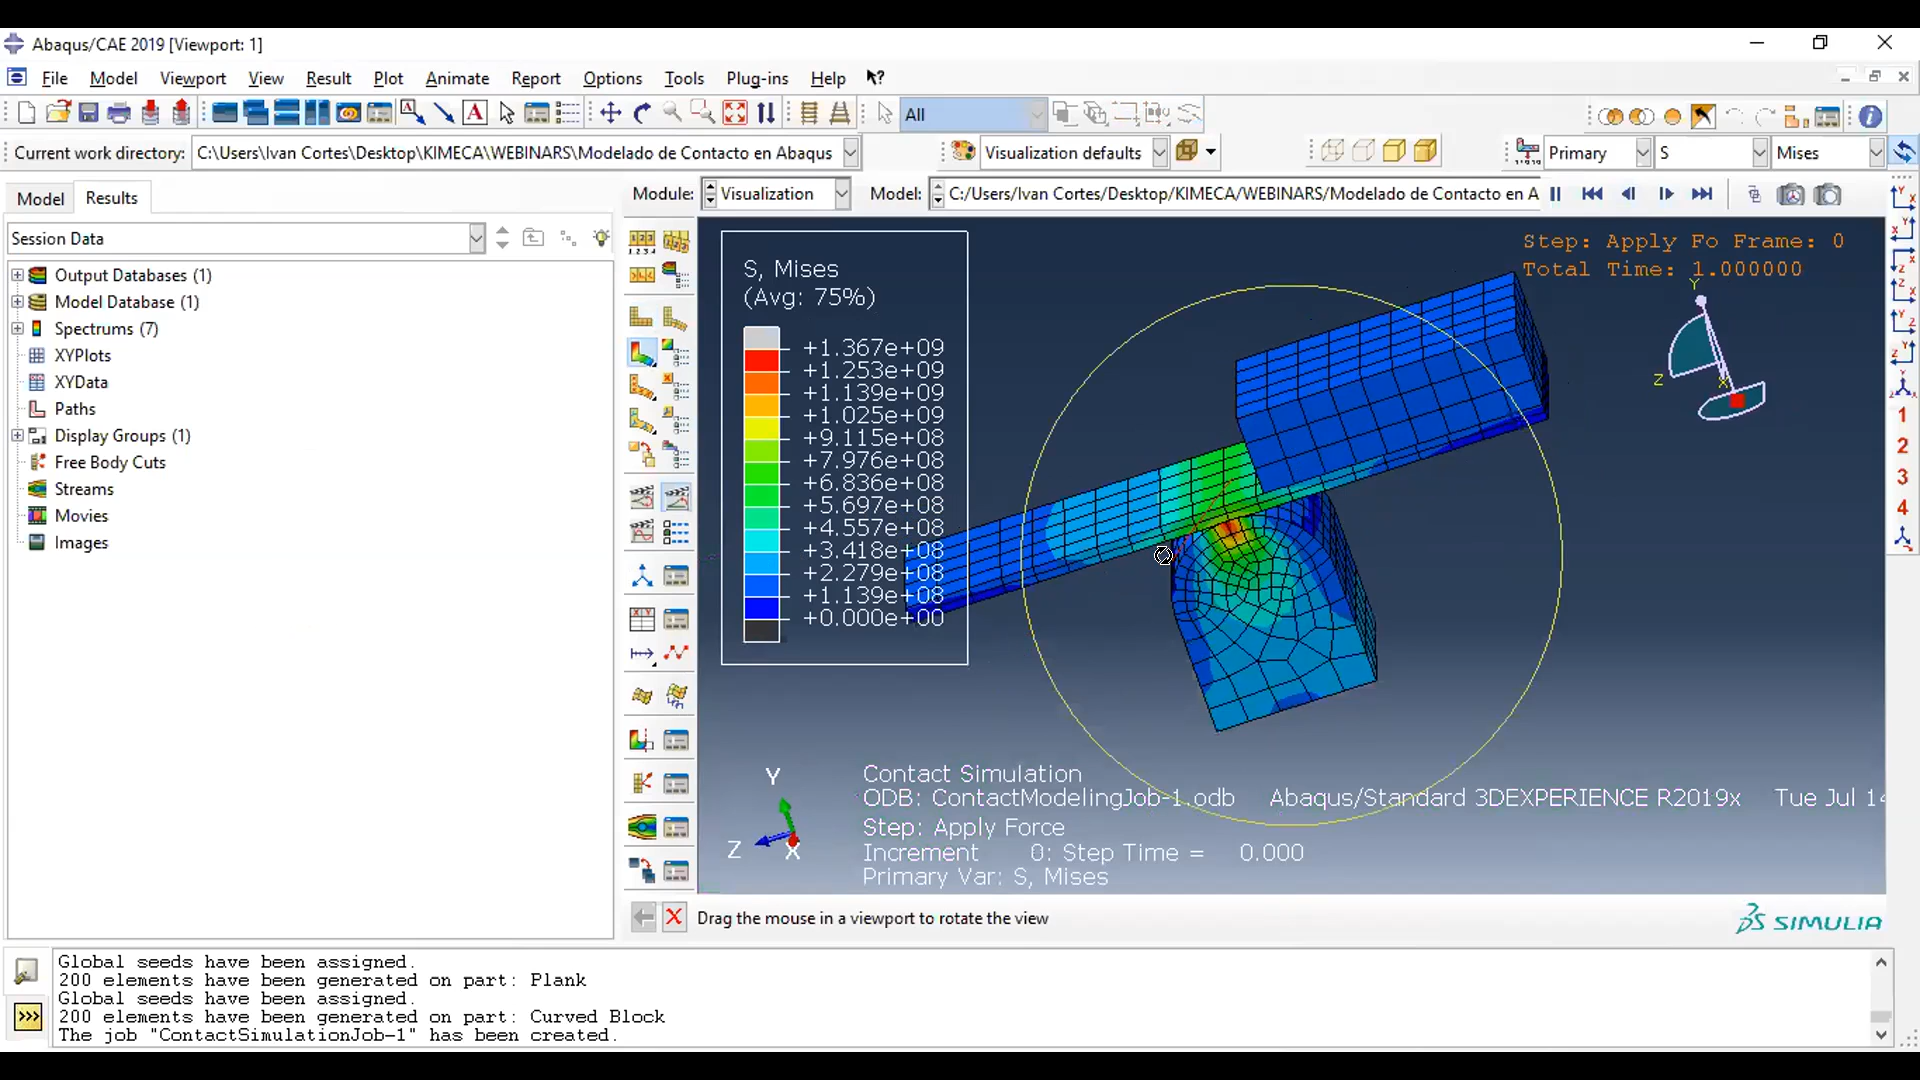 Abaqus/CAE 2019 [Viewport: 1]
File Model Viewport View Result Plot Animate Report Options Tools Plug-ins Help
All
Current work directory: C:\Users\Ivan Cortes\Desktop\KIMECA\WEBINARS\Modelado de Contacto en Abaqus
Visualization defaults
Primary S Mises
Model Results
Module: Visualization Model: C:/Users/Ivan Cortes/Desktop/KIMECA/WEBINARS/Modelado de Contacto en A
Session Data
Output Databases (1)
Model Database (1)
Spectrums (7)
XYPlots
XYData
Paths
Display Groups (1)
Free Body Cuts
Streams
Movies
Images
S, Mises
(Avg: 75%)
+1.367e+09
+1.253e+09
+1.139e+09
+1.025e+09
+9.115e+08
+7.976e+08
+6.836e+08
+5.697e+08
+4.557e+08
+3.418e+08
+2.279e+08
+1.139e+08
+0.000e+00
Step: Apply Fo Frame: 0
Total Time: 1.000000
Y
Z
X
1
2
3
4
Y
Z X
Contact Simulation
ODB: ContactModelingJob-1.odb Abaqus/Standard 3DEXPERIENCE R2019x Tue Jul 14
Step: Apply Force
Increment 0: Step Time = 0.000
Primary Var: S, Mises
Drag the mouse in a viewport to rotate the view
SIMULIA
Global seeds have been assigned.
200 elements have been generated on part: Plank
Global seeds have been assigned.
200 elements have been generated on part: Curved Block
The job "ContactSimulationJob-1" has been created.